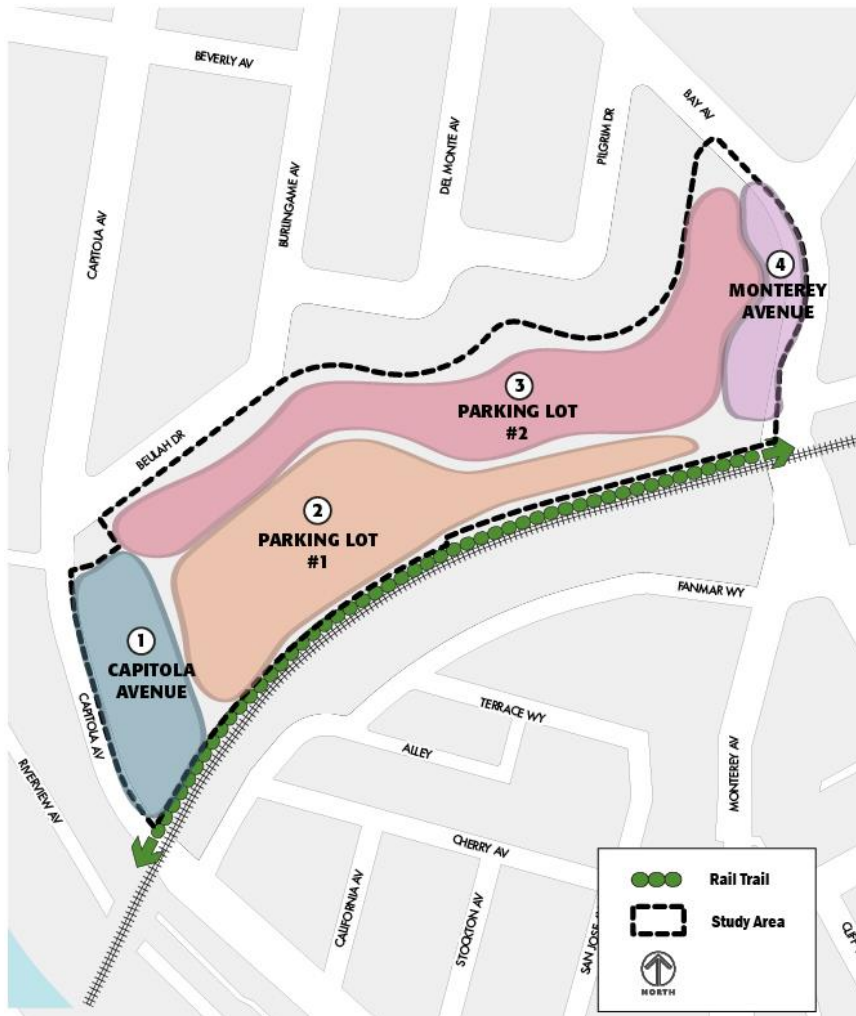 BEVERLY AV
BAY AV
CAPITOLA AV
BURLINGAME AV
DEL MONTE AV
PILGRIM DR
4
MONTEREY
AVENUE
3
PARKING LOT
#2
BEULAH DR
2
PARKING LOT
#1
FANMAR WY
1
CAPITOLA
AVENUE
CAPITOLA AV
TERRACE WY
ALLEY
RIVERVIEW AV
MONTEREY AV
CHERRY AV
CALIFORNIA AV
STOCKTON AV
SAN JOSE
Rail Trail
Study Area
NORTH